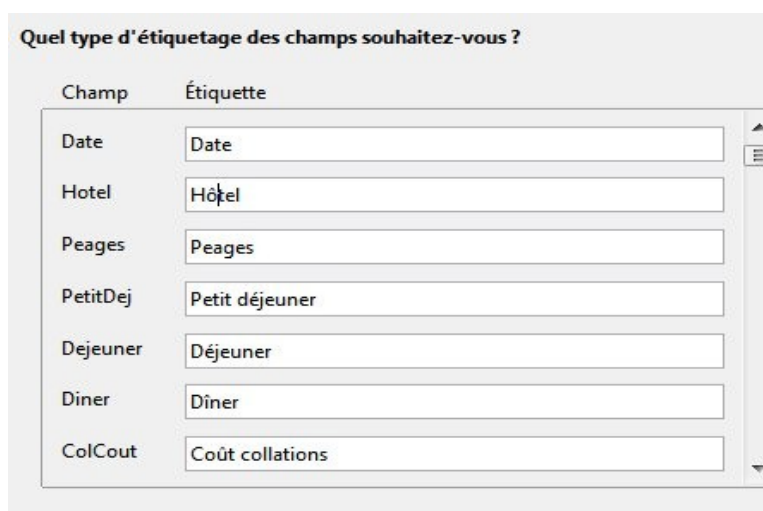 Quel type d'étiquetage des champs souhaitez-vous ?
Champ Étiquette
Date Date
Hotel Hôtel
Peages Peages
PetitDej Petit déjeuner
Dejeuner Déjeuner
Diner Dîner
ColCout Coût collations